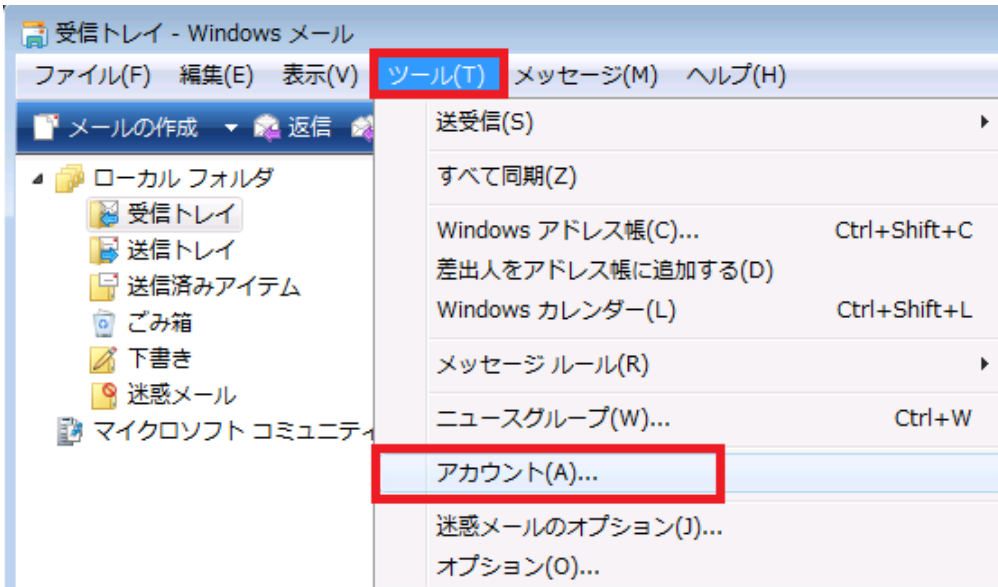 受信トレイ - Windows メール
ファイル(F) 編集(E) 表示(V) ツール(T) メッセージ(M) ヘルプ(H)
メールの作成 返信
ローカル フォルダ
受信トレイ
送信トレイ
送信済みアイテム
ごみ箱
下書き
迷惑メール
マイクロソフト コミュニティ
送受信(S)
すべて同期(Z)
Windows アドレス帳(C)... Ctrl+Shift+C
差出人をアドレス帳に追加する(D)
Windows カレンダー(L) Ctrl+Shift+L
メッセージ ルール(R)
ニュースグループ(W)... Ctrl+W
アカウント(A)...
迷惑メールのオプション(J)...
オプション(O)...